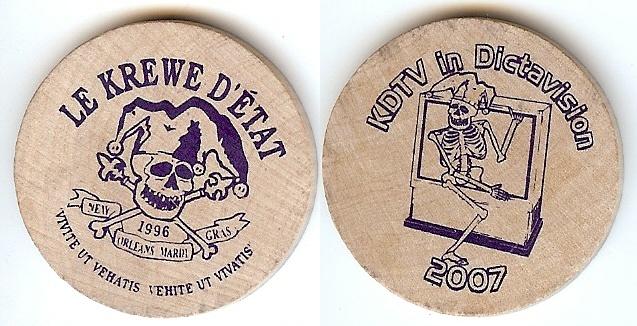 LE KREWE D'ÉTAT
1996
NEW ORLEANS MARDI GRAS
'VIVITE UT VEHATIS VEHITE UT VIVATIS'
KDTV in Dictavision
2007